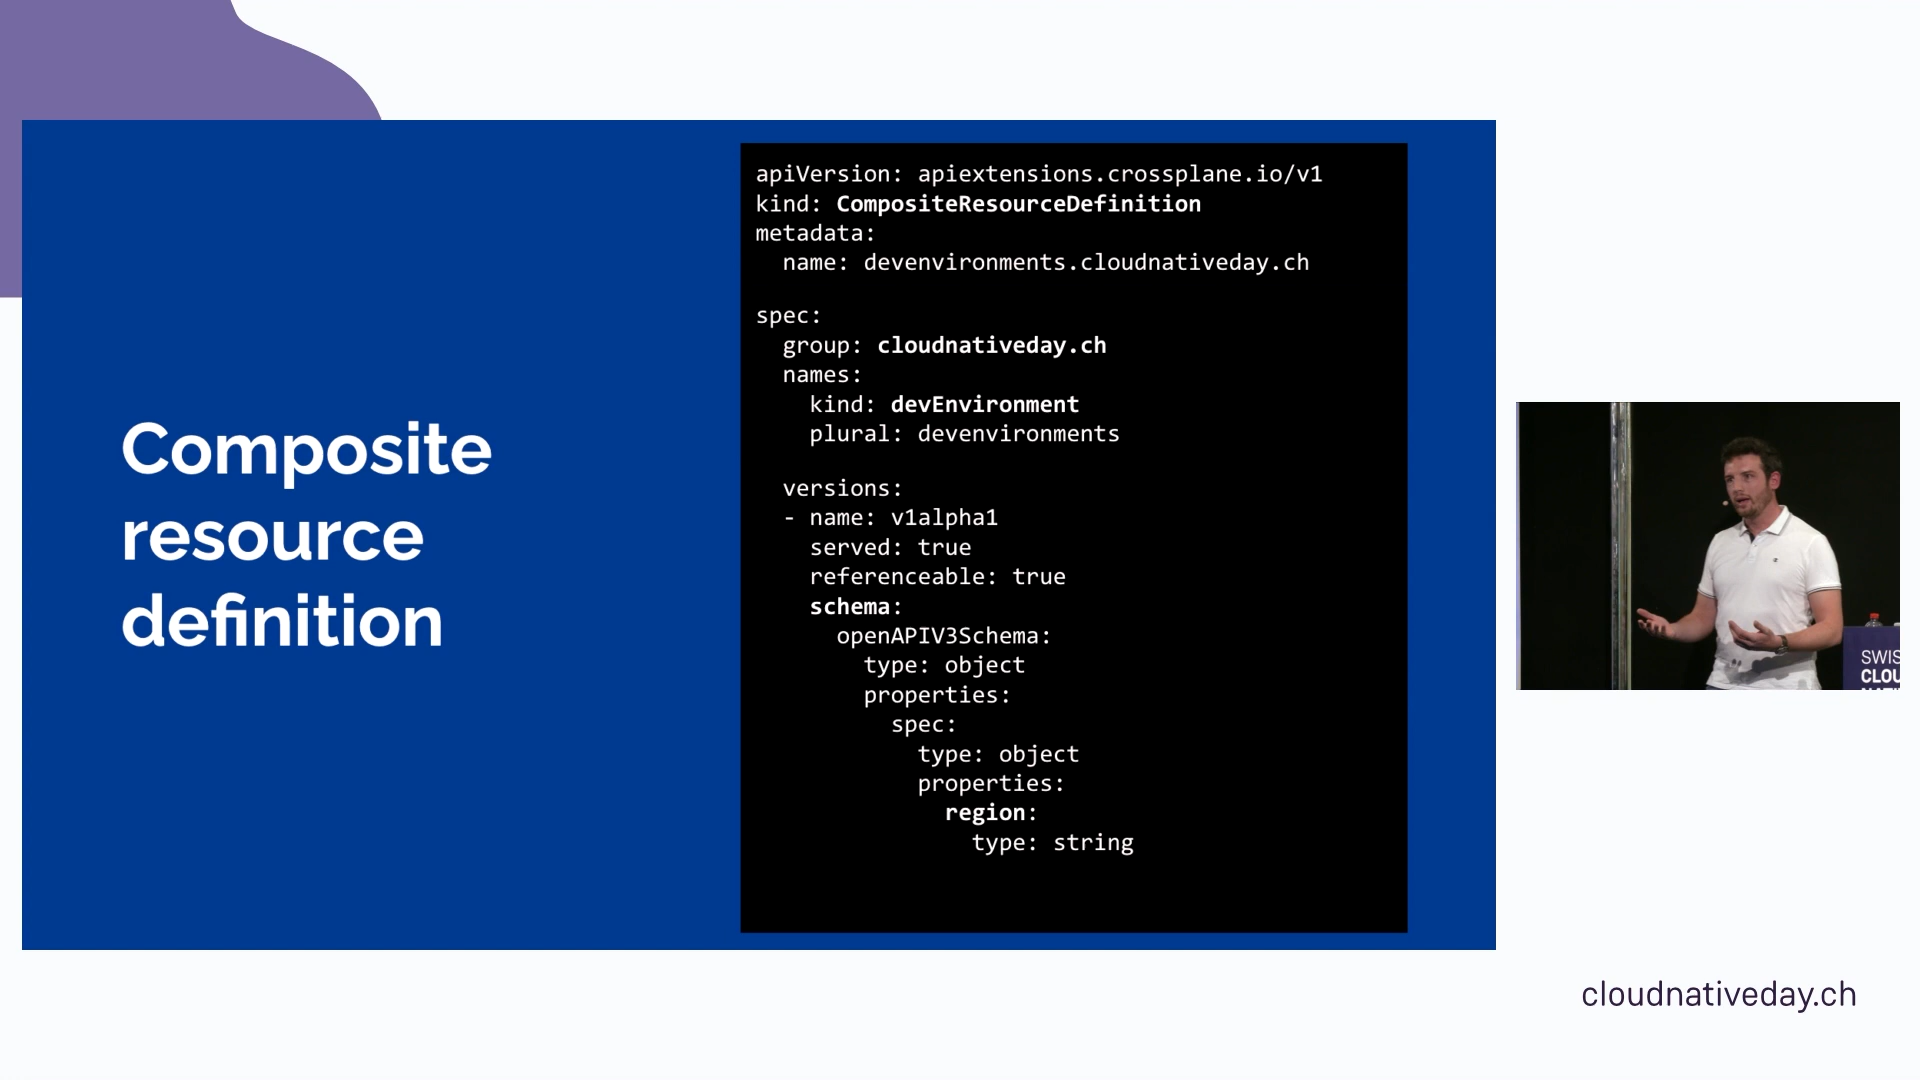 Composite
resource
definition
apiVersion: apiextensions.crossplane.io/v1
kind: CompositeResourceDefinition
metadata:
  name: devenvironments.cloudnativeday.ch
spec:
  group: cloudnativeday.ch
  names:
    kind: devEnvironment
    plural: devenvironments
  versions:
  - name: v1alpha1
    served: true
    referenceable: true
    schema:
      openAPIV3Schema:
        type: object
        properties:
          spec:
            type: object
            properties:
              region:
                type: string
SWIS
CLOU
cloudnativeday.ch